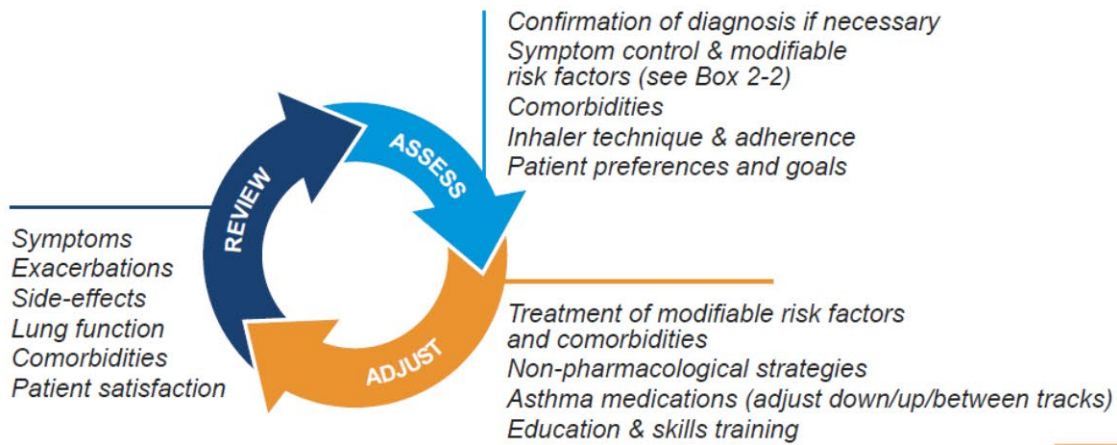 Confirmation of diagnosis if necessary
Symptom control & modifiable
risk factors (see Box 2-2)
Comorbidities
Inhaler technique & adherence
Patient preferences and goals
ASSESS
REVIEW
ADJUST
Symptoms
Exacerbations
Side-effects
Lung function
Comorbidities
Patient satisfaction
Treatment of modifiable risk factors
and comorbidities
Non-pharmacological strategies
Asthma medications (adjust down/up/between tracks)
Education & skills training